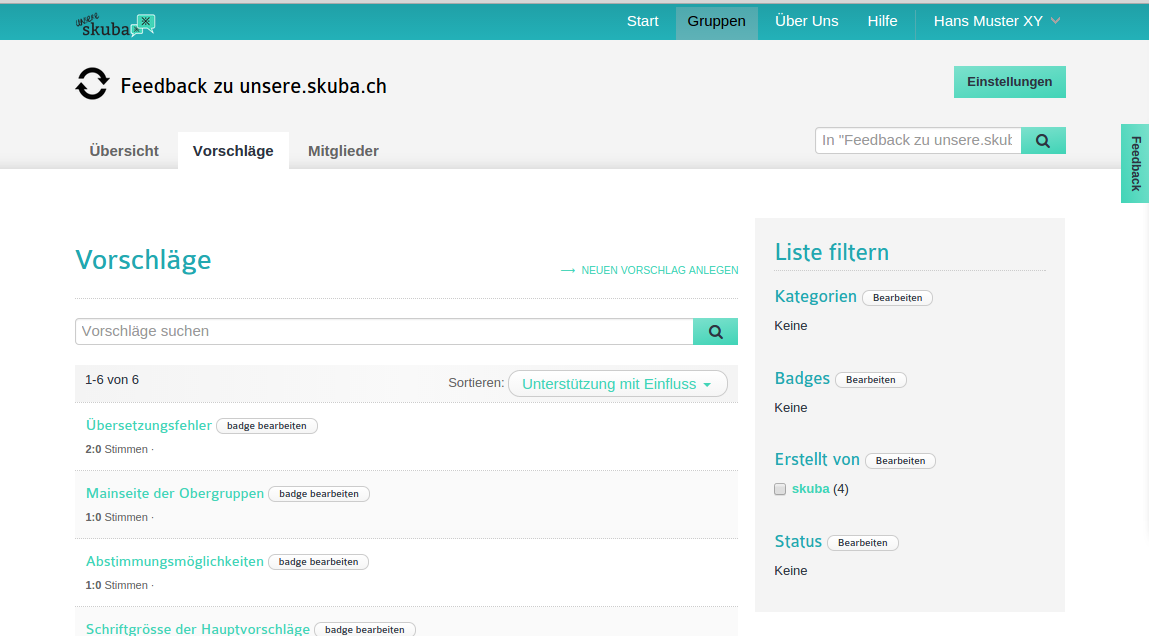 unsere skuba
Start Gruppen Über Uns Hilfe Hans Muster XY
Feedback zu unsere.skuba.ch
Einstellungen
Übersicht Vorschläge Mitglieder
In "Feedback zu unsere.skub
Feedback
Vorschläge
→ NEUEN VORSCHLAG ANLEGEN
Vorschläge suchen
1-6 von 6
Sortieren: Unterstützung mit Einfluss
Übersetzungsfehler badge bearbeiten
2:0 Stimmen ·
Mainseite der Obergruppen badge bearbeiten
1:0 Stimmen ·
Abstimmungsmöglichkeiten badge bearbeiten
1:0 Stimmen ·
Schriftgrösse der Hauptvorschläge badge bearbeiten
Liste filtern
Kategorien Bearbeiten
Keine
Badges Bearbeiten
Keine
Erstellt von Bearbeiten
skuba (4)
Status Bearbeiten
Keine